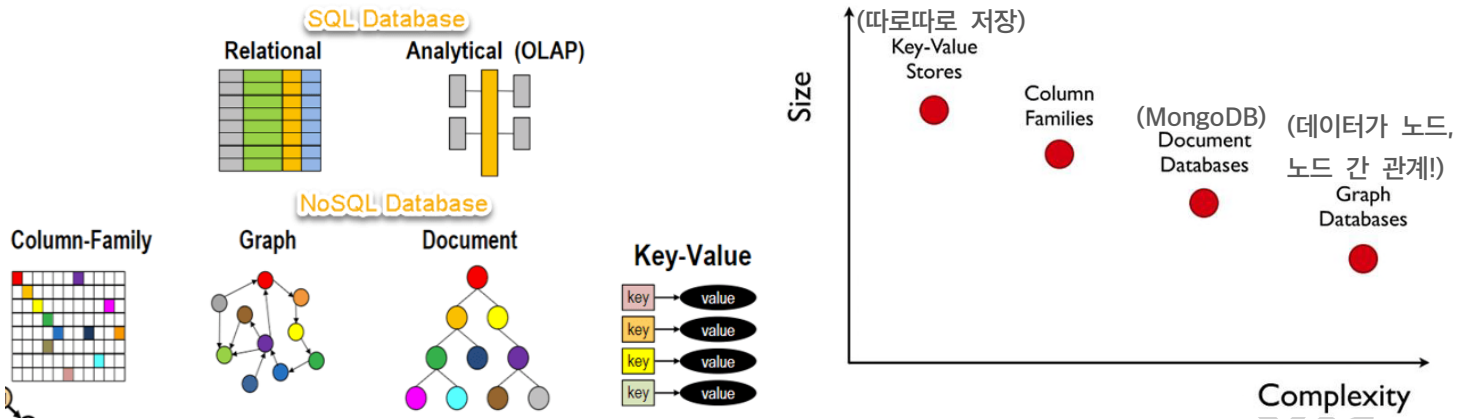 SQL Database
Relational
Analytical (OLAP)
NoSQL Database
Column-Family
Graph
Document
Key-Value
key
value
key
value
key
value
key
value
Size
(따로따로 저장)
Key-Value
Stores
Column
Families
(MongoDB)
Document
Databases
(데이터가 노드,
노드 간 관계!)
Graph
Databases
Complexity